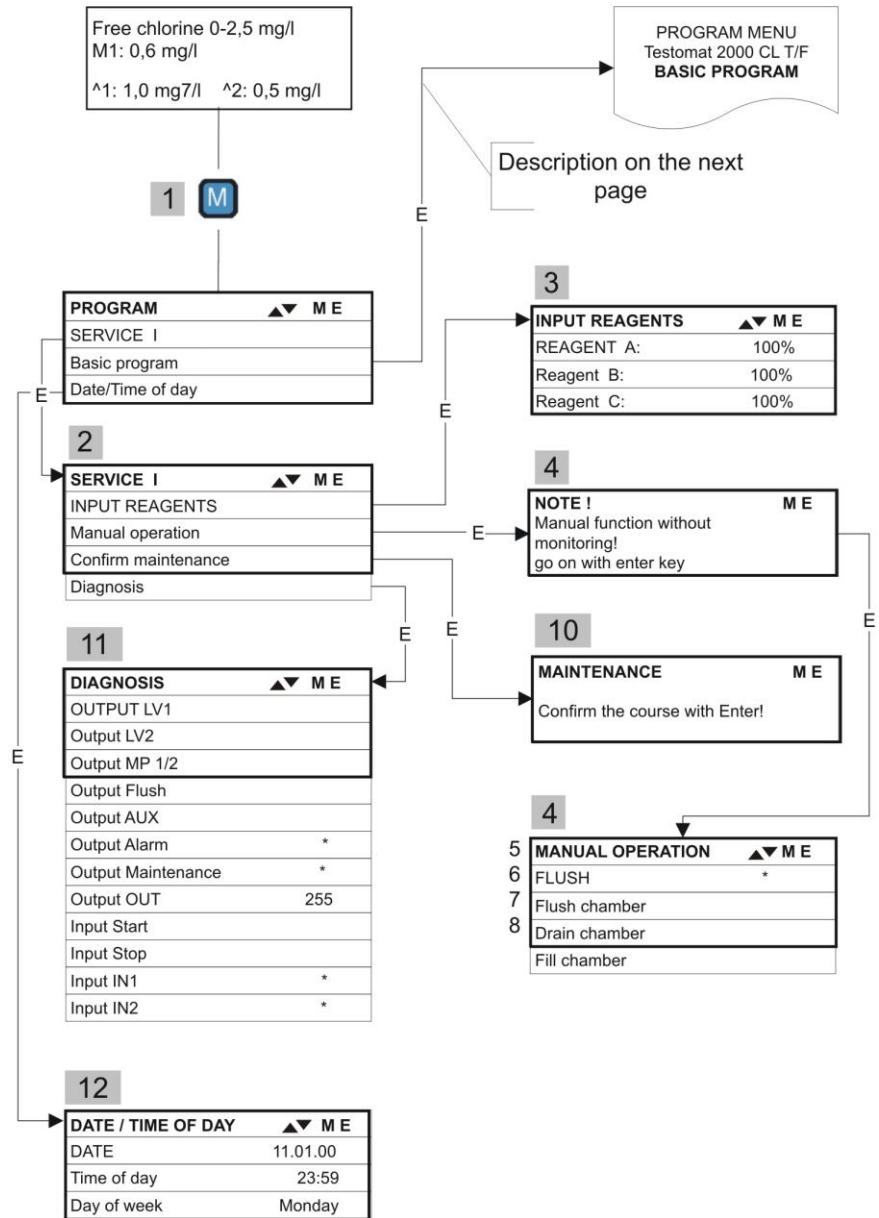 Free chlorine 0-2,5 mg/l
M1: 0,6 mg/l
^1: 1,0 mg7/l ^2: 0,5 mg/l
PROGRAM MENU
Testomat 2000 CL T/F
BASIC PROGRAM
Description on the next
page
1 M
E
PROGRAM ▲▼ M E
SERVICE I
Basic program
Date/Time of day
E
3
INPUT REAGENTS ▲▼ M E
REAGENT A: 100%
Reagent B: 100%
Reagent C: 100%
E
2
SERVICE I ▲▼ M E
INPUT REAGENTS
Manual operation
Confirm maintenance
Diagnosis
E
4
NOTE ! M E
Manual function without
monitoring!
go on with enter key
E
E
E
10
MAINTENANCE M E
Confirm the course with Enter!
11
DIAGNOSIS ▲▼ M E
OUTPUT LV1
Output LV2
Output MP 1/2
Output Flush
Output AUX
Output Alarm *
Output Maintenance *
Output OUT 255
Input Start
Input Stop
Input IN1 *
Input IN2 *
E
4
5 MANUAL OPERATION ▲▼ M E
6 FLUSH *
7 Flush chamber
8 Drain chamber
Fill chamber
12
DATE / TIME OF DAY ▲▼ M E
DATE 11.01.00
Time of day 23:59
Day of week Monday